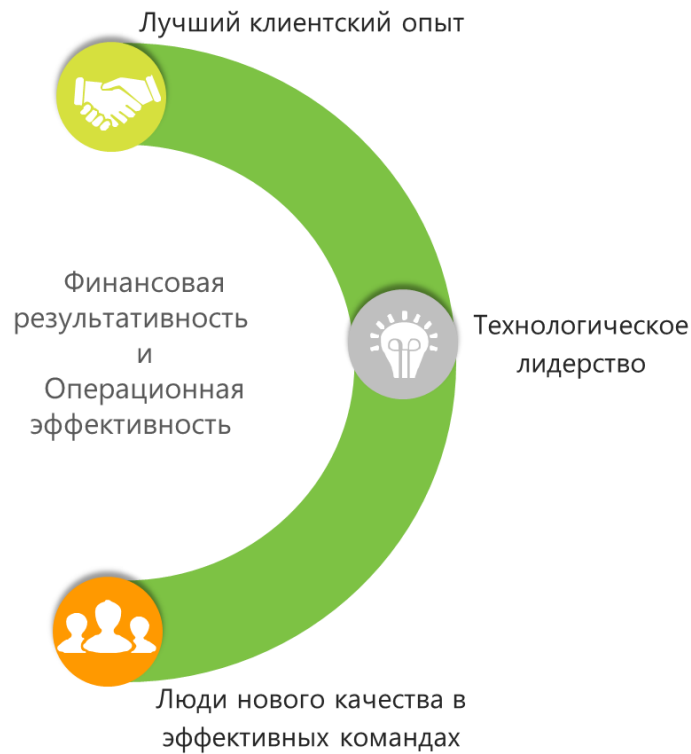 Лучший клиентский опыт
Финансовая
результативность
и
Операционная
эффективность
Технологическое
лидерство
Люди нового качества в
эффективных командах